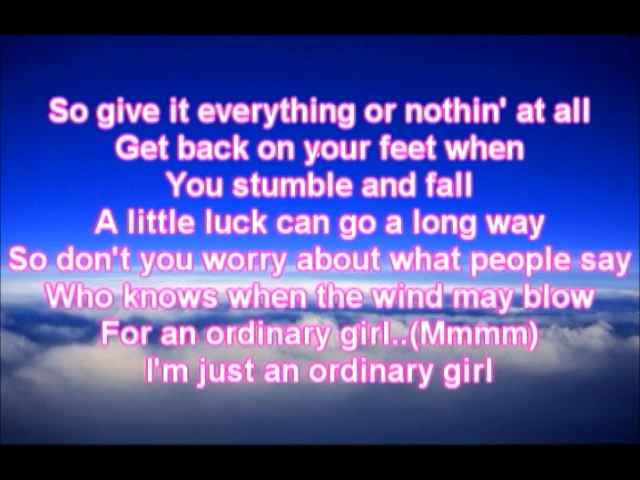 So give it everything or nothin' at all
Get back on your feet when
You stumble and fall
A little luck can go a long way
So don't you worry about what people say
Who knows when the wind may blow
For an ordinary girl..(Mmmm)
I'm just an ordinary girl